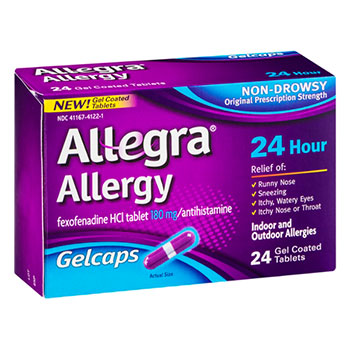 Allegra Allergy
24 Gel Coated Tablets
24 Hour
NEW! Gel Coated Tablets
NDC 41167-4122-1
NON-DROWSY
Original Prescription Strength
Allegra®
Allergy
fexofenadine HCl tablet 180 mg/antihistamine
Gelcaps
Actual Size
24 Hour
Relief of:
✓ Runny Nose
✓ Sneezing
✓ Itchy, Watery Eyes
✓ Itchy Nose or Throat
Indoor and
Outdoor Allergies
24 Gel Coated
Tablets